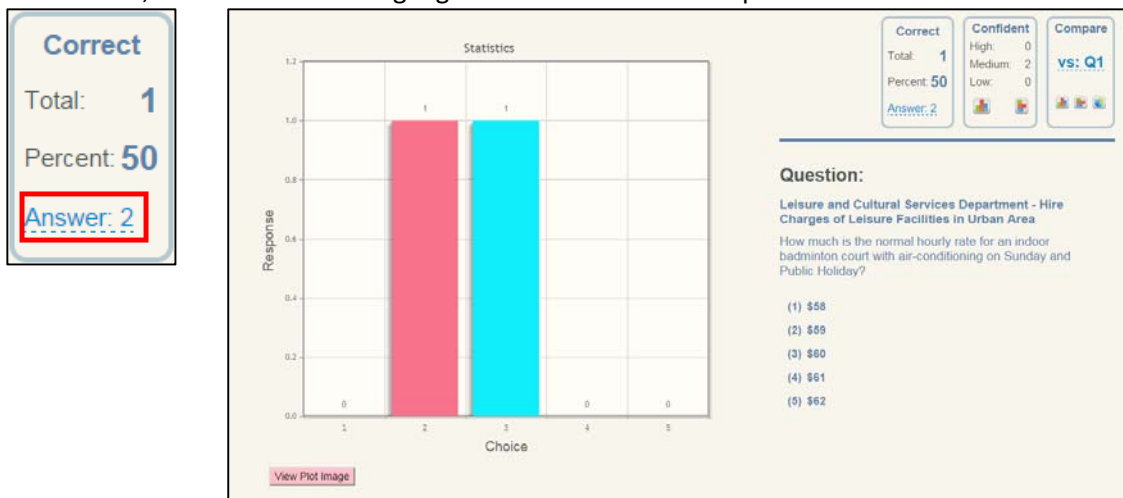 Correct
Total: 1
Percent: 50
Answer: 2
Statistics
Response
1.2
1.0
0.8
0.6
0.4
0.2
0.0
0
1
1
0
0
1
2
3
4
5
Choice
View Plot Image
Correct
Total: 1
Percent: 50
Answer: 2
Confident
High: 0
Medium: 2
Low: 0
Compare
vs: Q1
Question:
Leisure and Cultural Services Department - Hire
Charges of Leisure Facilities in Urban Area
How much is the normal hourly rate for an indoor
badminton court with air-conditioning on Sunday and
Public Holiday?
(1) $58
(2) $59
(3) $60
(4) $61
(5) $62